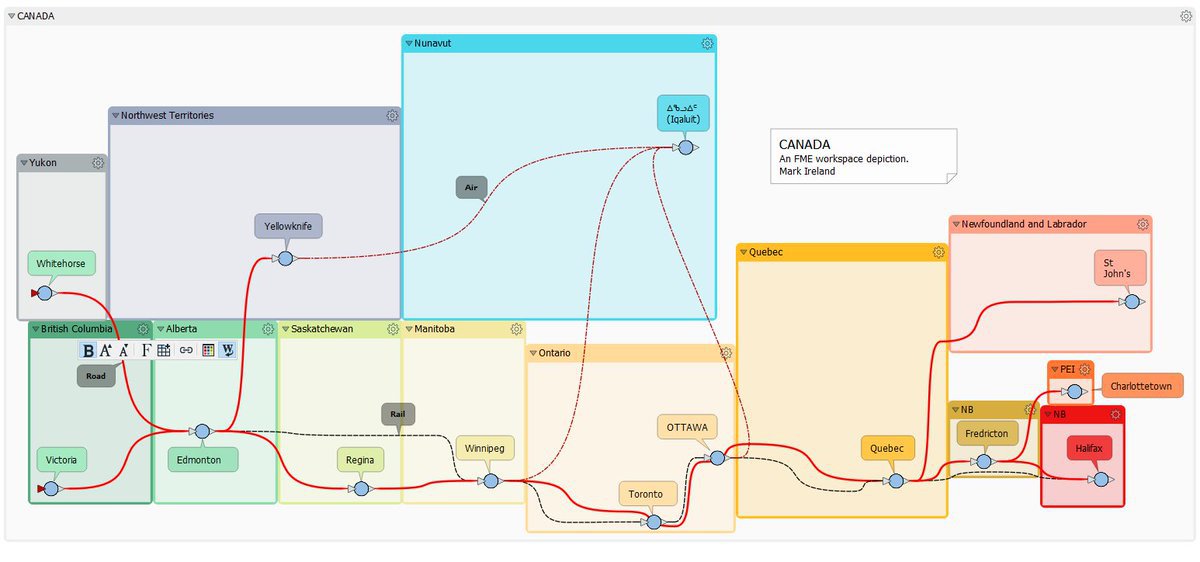 CANADA
Nunavut
Northwest Territories
ᐃᖃᓗᐃᑦ
(Iqaluit)
CANADA
An FME workspace depiction.
Mark Ireland
Yukon
Air
Yellowknife
Newfoundland and Labrador
Quebec
Whitehorse
St
John's
British Columbia
Alberta
Saskatchewan
Manitoba
Ontario
B A A F
Road
PEI
Charlottetown
Rail
NB
NB
OTTAWA
Fredricton
Victoria
Edmonton
Regina
Winnipeg
Quebec
Halifax
Toronto